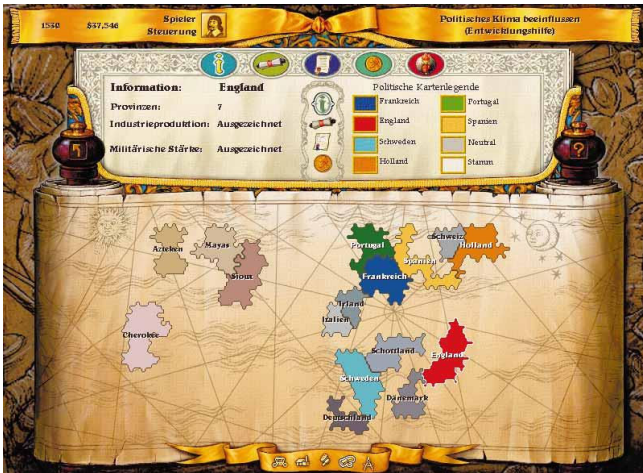 1530 $37,546 Spieler Steuerung
Politisches Klima beeinflussen
(Entwicklungshilfe)
Information: England
Provinzen: 7
Industrieproduktion: Ausgezeichnet
Militärische Stärke: Ausgezeichnet
Politische Kartenlegende
Frankreich Portugal
England Spanien
Schweden Neutral
Holland Stamm
Azteken
Mayas
Sioux
Cherokee
Portugal
Spanien
Schweiz
Holland
Frankreich
Irland
Italien
Schottland
England
Schweden
Dänemark
Deutschland